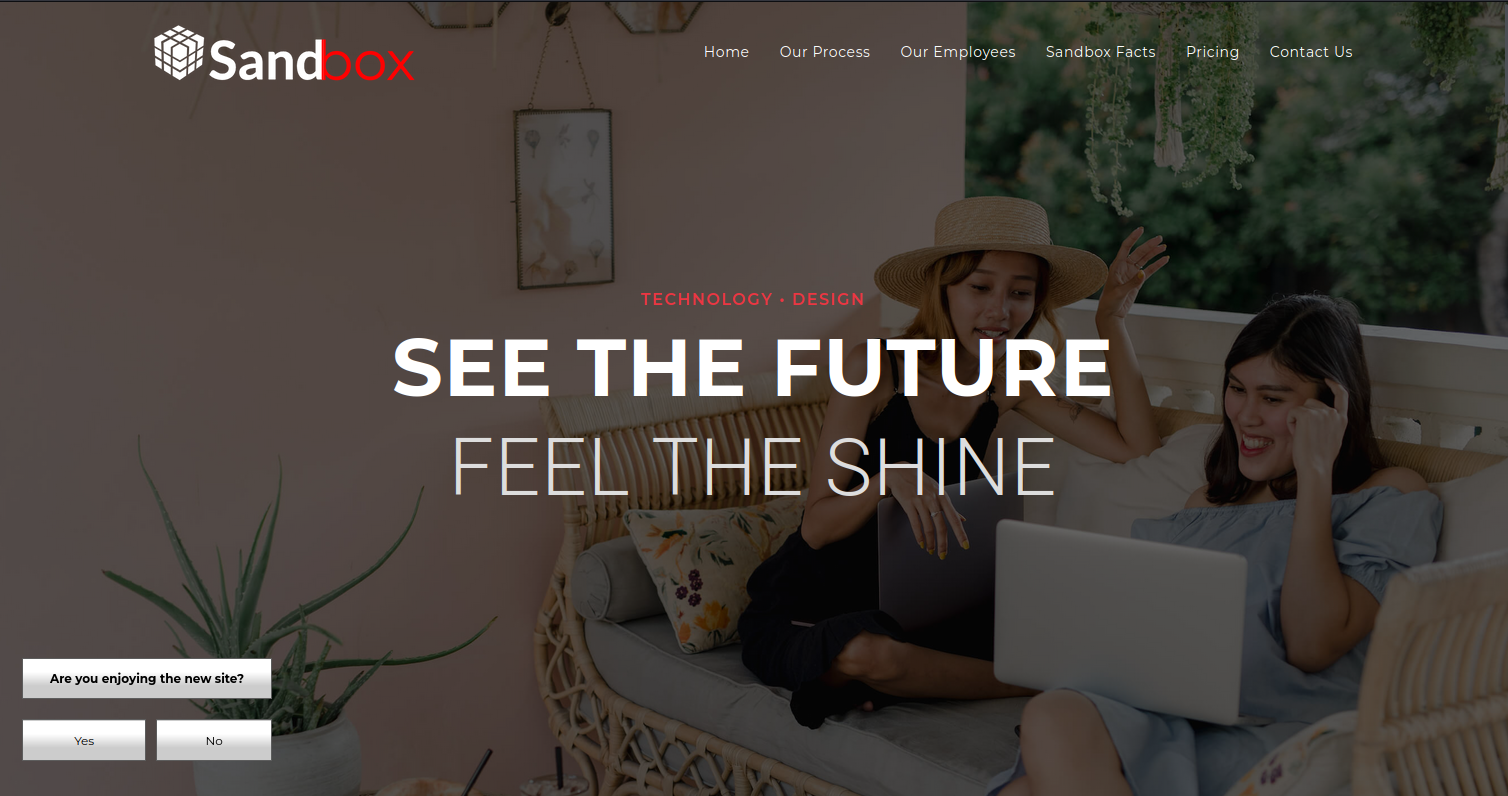 Sandbox
Home Our Process Our Employees Sandbox Facts Pricing Contact Us
TECHNOLOGY • DESIGN
SEE THE FUTURE
FEEL THE SHINE
Are you enjoying the new site?
Yes No